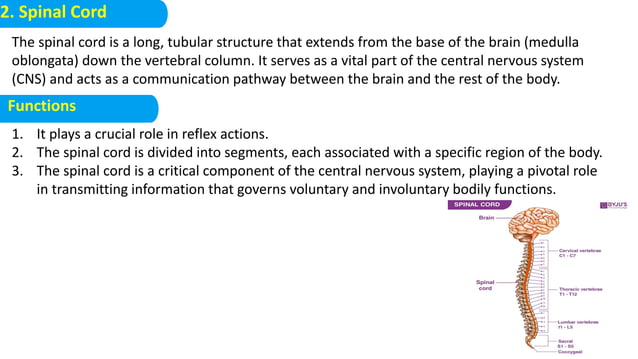 2. Spinal Cord
The spinal cord is a long, tubular structure that extends from the base of the brain (medulla
oblongata) down the vertebral column. It serves as a vital part of the central nervous system
(CNS) and acts as a communication pathway between the brain and the rest of the body.
Functions
1. It plays a crucial role in reflex actions.
2. The spinal cord is divided into segments, each associated with a specific region of the body.
3. The spinal cord is a critical component of the central nervous system, playing a pivotal role
in transmitting information that governs voluntary and involuntary bodily functions.
SPINAL CORD
BYJU'S
Brain
Cervical vertebrae
C1 - C7
Spinal
cord
Thoracic vertebrae
T1 - T12
Lumbar vertebrae
Sacral
S1 - S5
Coccygeal